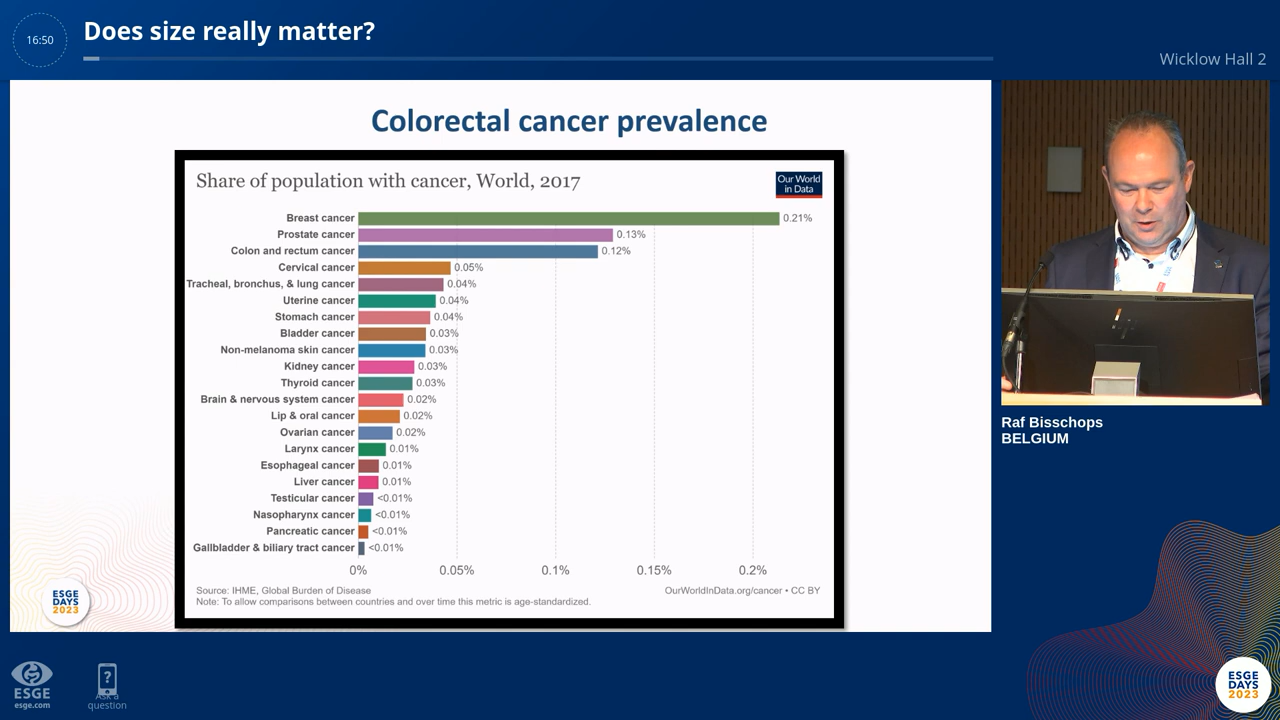 16:50
Does size really matter?
Wicklow Hall 2
Colorectal cancer prevalence
Share of population with cancer, World, 2017
Our World
in Data
Breast cancer 0.21%
Prostate cancer 0.13%
Colon and rectum cancer 0.12%
Cervical cancer 0.05%
Tracheal, bronchus, & lung cancer 0.04%
Uterine cancer 0.04%
Stomach cancer 0.04%
Bladder cancer 0.03%
Non-melanoma skin cancer 0.03%
Kidney cancer 0.03%
Thyroid cancer 0.03%
Brain & nervous system cancer 0.02%
Lip & oral cancer 0.02%
Ovarian cancer 0.02%
Larynx cancer 0.01%
Esophageal cancer 0.01%
Liver cancer 0.01%
Testicular cancer <0.01%
Nasopharynx cancer <0.01%
Pancreatic cancer <0.01%
Gallbladder & biliary tract cancer <0.01%
0% 0.05% 0.1% 0.15% 0.2%
Source: IHME, Global Burden of Disease OurWorldInData.org/cancer • CC BY
Note: To allow comparisons between countries and over time this metric is age-standardized.
ESGE
DAYS
2023
Raf Bisschops
BELGIUM
ESGE
esge.com
?
Ask a
question
ESGE
DAYS
2023